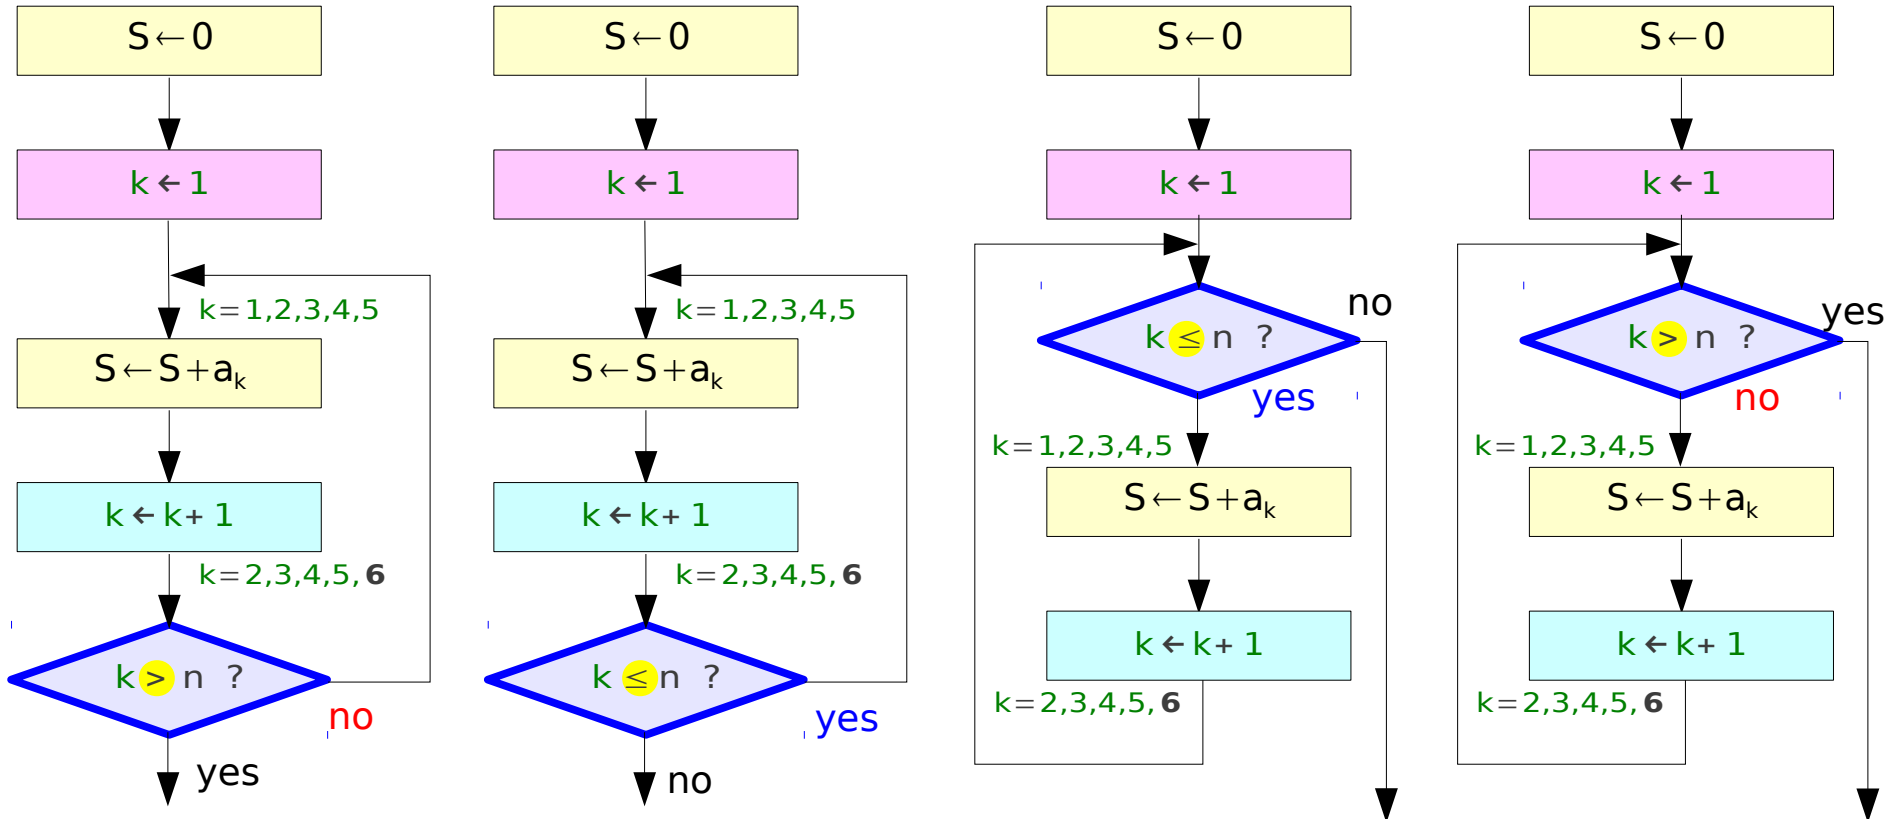 S←0
k ← 1
k=1,2,3,4,5
S←S+aₖ
k ← k+ 1
k=2,3,4,5, 6
k > n ?
no
yes
S←0
k ← 1
k=1,2,3,4,5
S←S+aₖ
k ← k+ 1
k=2,3,4,5, 6
k ≤ n ?
yes
no
S←0
k ← 1
no
k ≤ n ?
yes
k=1,2,3,4,5
S←S+aₖ
k ← k+ 1
k=2,3,4,5, 6
S←0
k ← 1
yes
k > n ?
no
k=1,2,3,4,5
S←S+aₖ
k ← k+ 1
k=2,3,4,5, 6